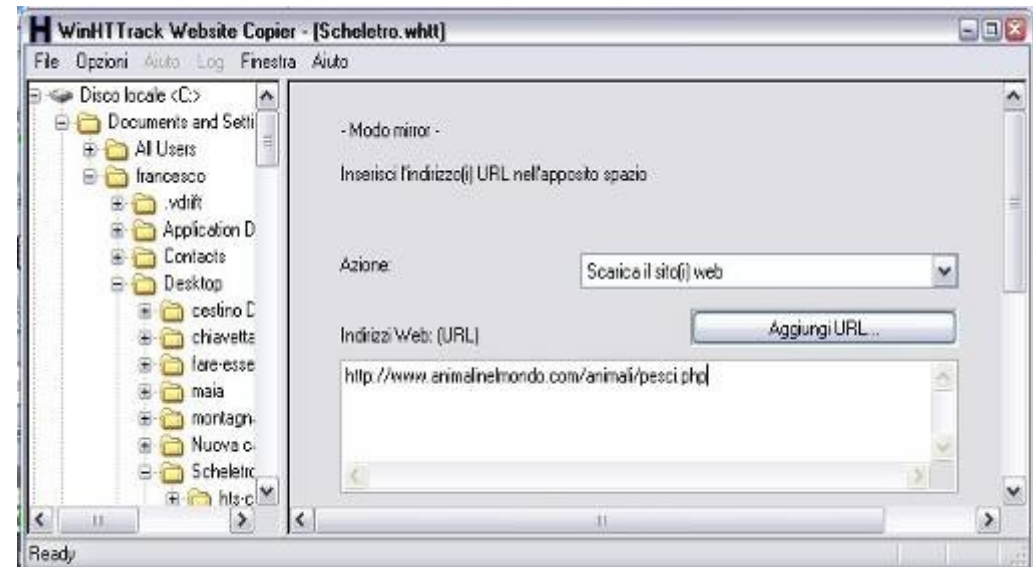 WinHTTrack Website Copier - [Scheletro.whtt]
File Opzioni Aiuto Log Finestra Aiuto
Disco locale <C:>
Documents and Setti
All Users
francesco
.vdrift
Application D
Contacts
Desktop
cestino D
chiavetta
fare-esse
maia
montagn
Nuova c
Scheletro
hts-c
- Modo mirror -
Inserisci l'indirizzo(i) URL nell'apposito spazio
Azione:
Scarica il sito(i) web
Indirizzi Web: (URL)
Aggiungi URL...
http://www.animalinelmondo.com/animali/pesci.php
Ready